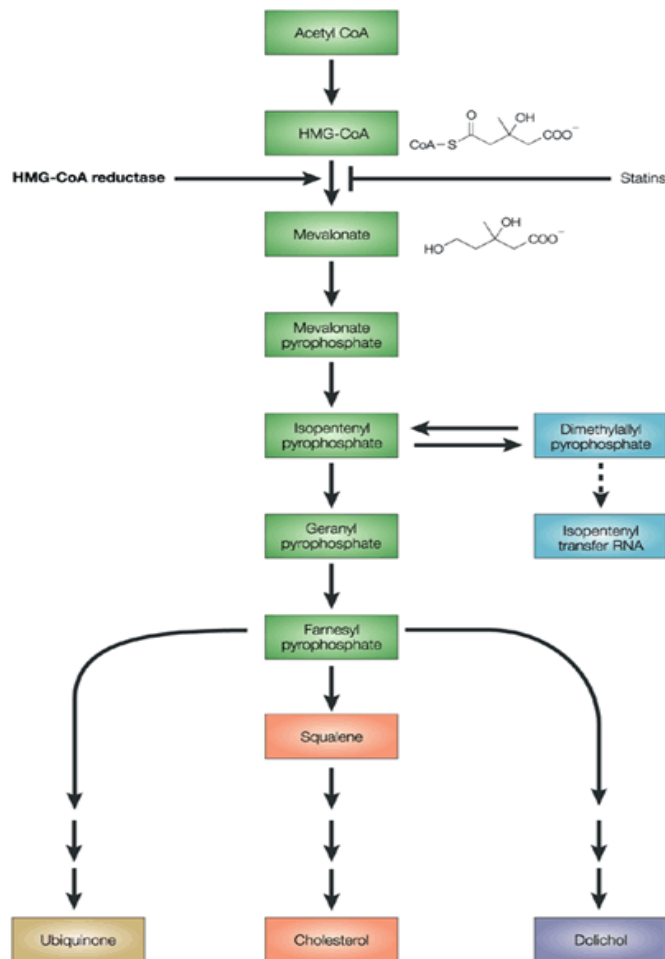 Acetyl CoA
HMG-CoA
O
OH
CoA–S
COO⁻
HMG-CoA reductase
Statins
Mevalonate
OH
HO
COO⁻
Mevalonate
pyrophosphate
Isopentenyl
pyrophosphate
Dimethylallyl
pyrophosphate
Geranyl
pyrophosphate
Isopentenyl
transfer RNA
Farnesyl
pyrophosphate
Squalene
Ubiquinone
Cholesterol
Dolichol